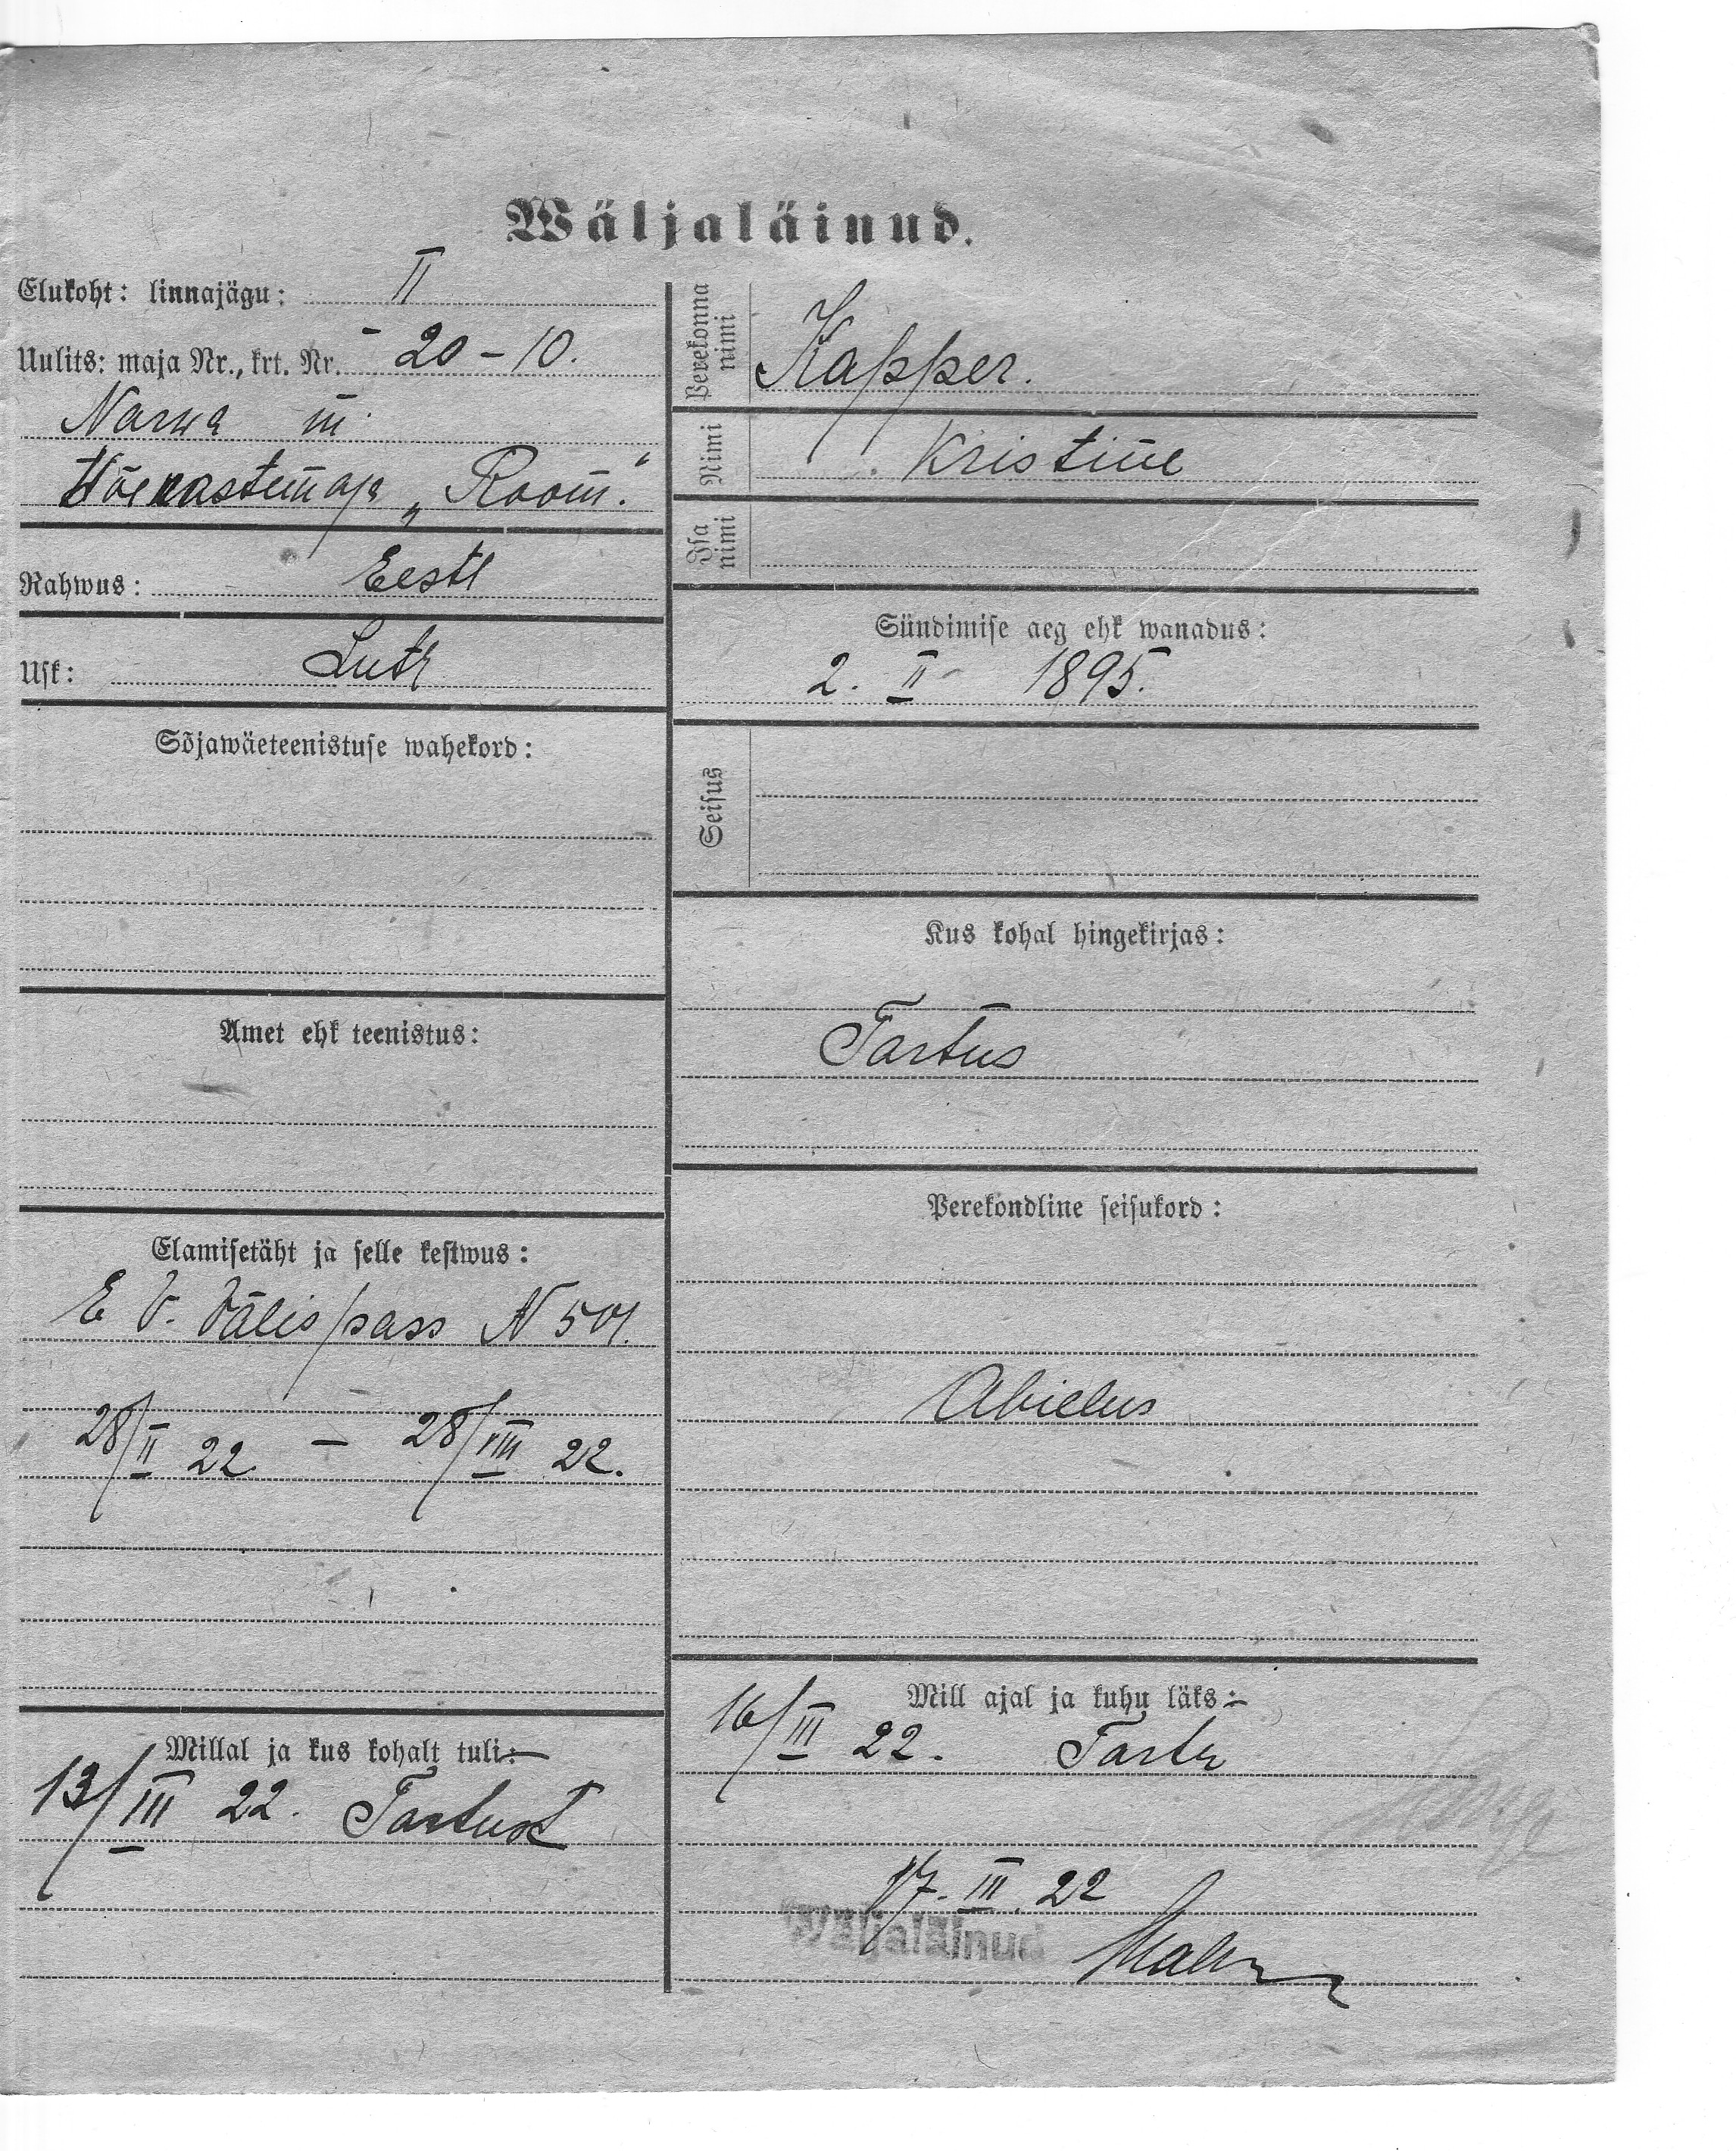 Wäljaläinud.
Elukoht: linnajägu: II
Uulits: maja Nr., krt. Nr. 20 – 10.
Narwa m.
Wõerastemaja „Room“.
Rahwus: Eesti
Usk: Lutr
Sõjawäeteenistuse wahekord:
Amet ehk teenistus:
Elamisetäht ja selle kestwus:
E V. Välispass N 501.
28/II 22 – 28/VIII 22.
Millal ja kus kohalt tuli:
13/III 22. Tartust
Perekonna nimi Kapper.
Nimi Kristine
Isa nimi
Sündimise aeg ehk wanadus:
2. II 1895.
Seisus
Kus kohal hingekirjas:
Tartus
Perekondline seisukord:
Abielus
Mill ajal ja kuhu läks:
16/III 22. Tartu
17. III. 22
Wäljaläinud